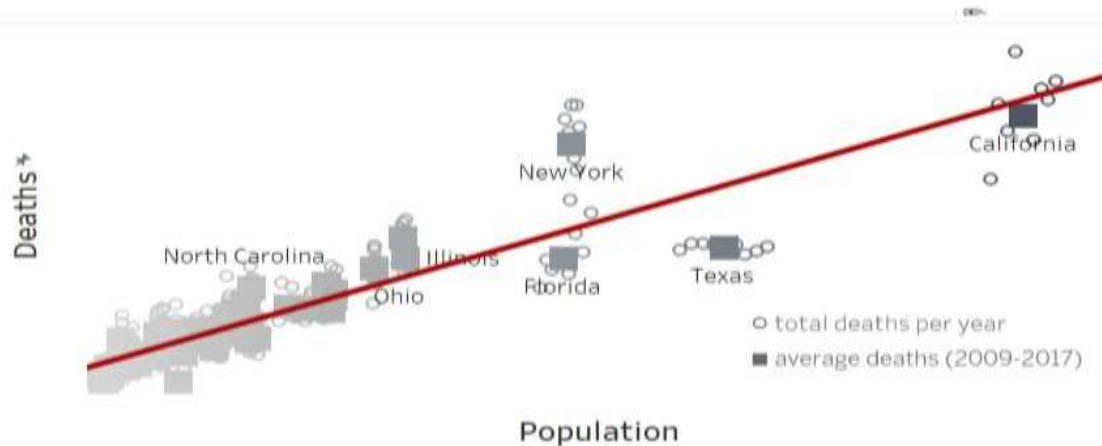 Deaths
New York
California
North Carolina
Illinois
Ohio
Florida
Texas
total deaths per year
average deaths (2009-2017)
Population